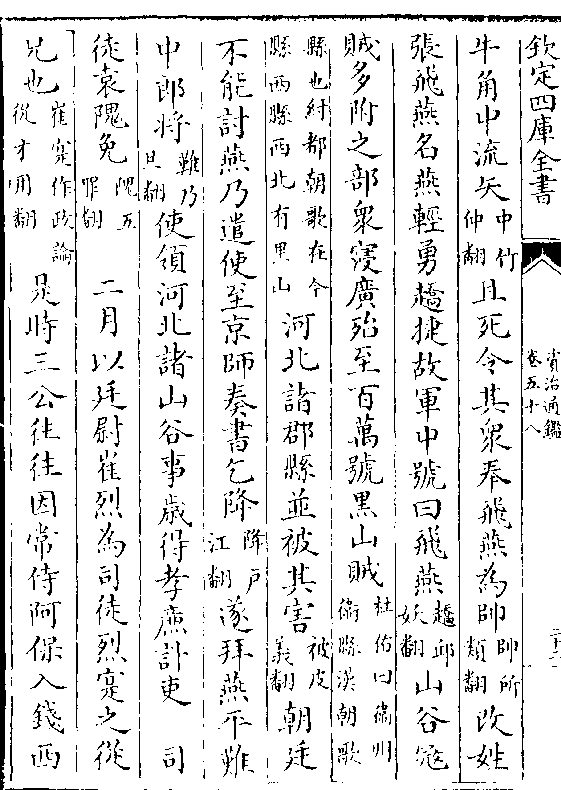 欽定四庫全書
資治通鑑
卷五十八
牛角中流矢中竹仲翻且死令其衆奉飛燕為帥帥所類翻改姓
張飛燕名燕輕勇趫捷故軍中號曰飛燕趫丘妖翻山谷寇
賊多附之部衆寖廣殆至百萬號黑山賊杜佑曰衞州衞縣漢朝歌
縣也紂都朝歌在今縣西縣西北有黑山河北諸郡縣並被其害被皮義翻朝廷
不能討燕乃遣使至京師奏書乞降降戸江翻遂拜燕平難
中郎將難乃旦翻使領河北諸山谷事歲得孝廉計吏 司
徒袁隗免隗五罪翻 二月以廷尉崔烈為司徒烈寔之從
兄也崔寔作政論從才用翻 是時三公往往因常侍阿保入錢西